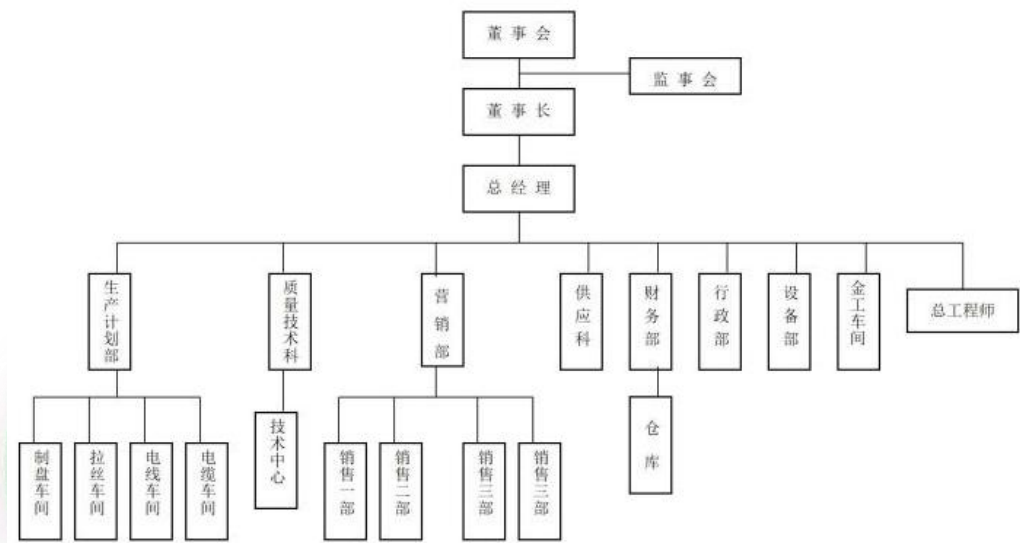 董事会
监事会
董事长
总经理
生产计划部
质量技术科
营销部
供应科
财务部
行政部
设备部
金工车间
总工程师
制盘车间
拉丝车间
电线车间
电缆车间
技术中心
销售一部
销售二部
销售三部
销售三部
仓库